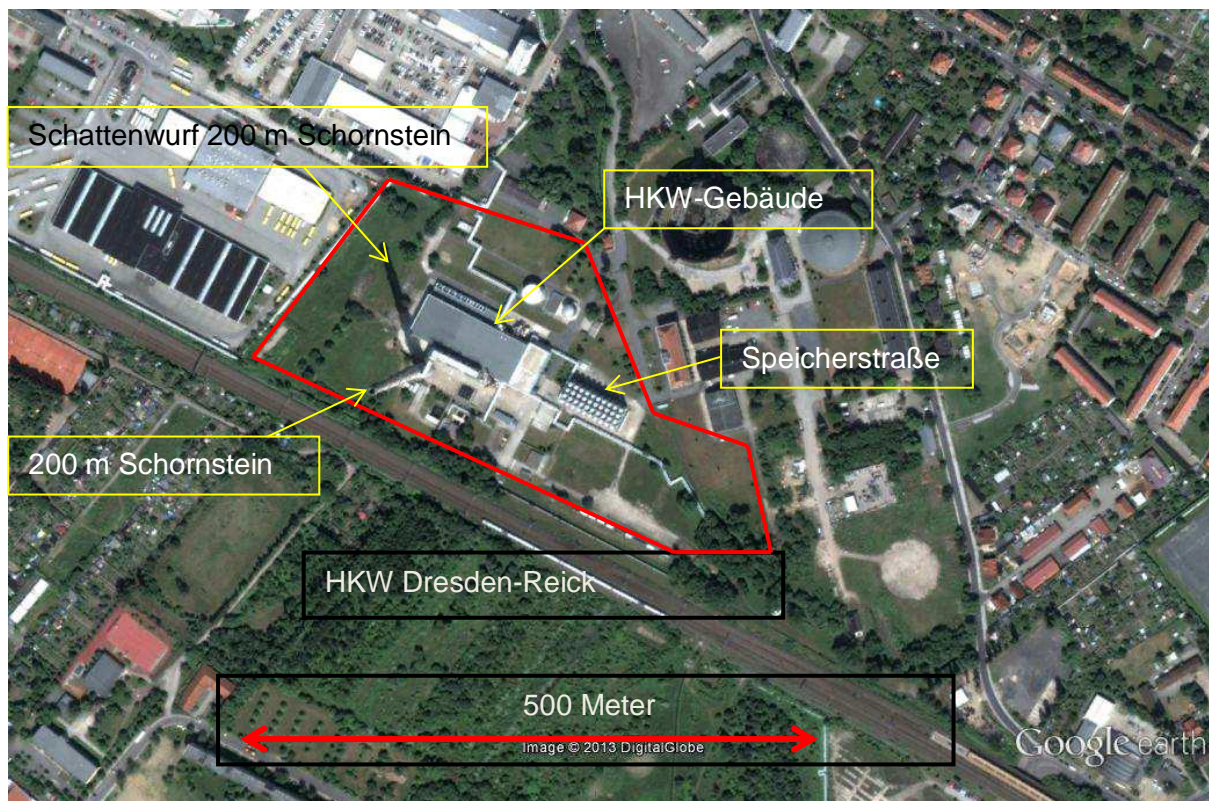 Schattenwurf 200 m Schornstein
HKW-Gebäude
Speicherstraße
200 m Schornstein
HKW Dresden-Reick
500 Meter
Image © 2013 DigitalGlobe
Google earth